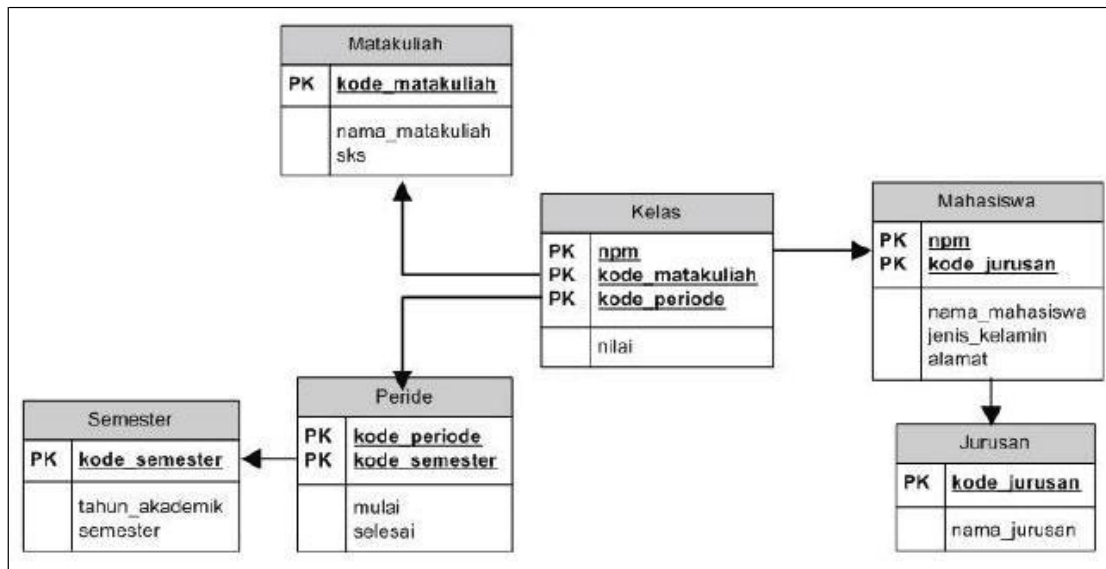 Matakuliah
PK kode_matakuliah
nama_matakuliah
sks
Kelas
PK npm
PK kode_matakuliah
PK kode_periode
nilai
Mahasiswa
PK npm
PK kode_jurusan
nama_mahasiswa
jenis_kelamin
alamat
Semester
PK kode_semester
tahun_akademik
semester
Peride
PK kode_periode
PK kode_semester
mulai
selesai
Jurusan
PK kode_jurusan
nama_jurusan